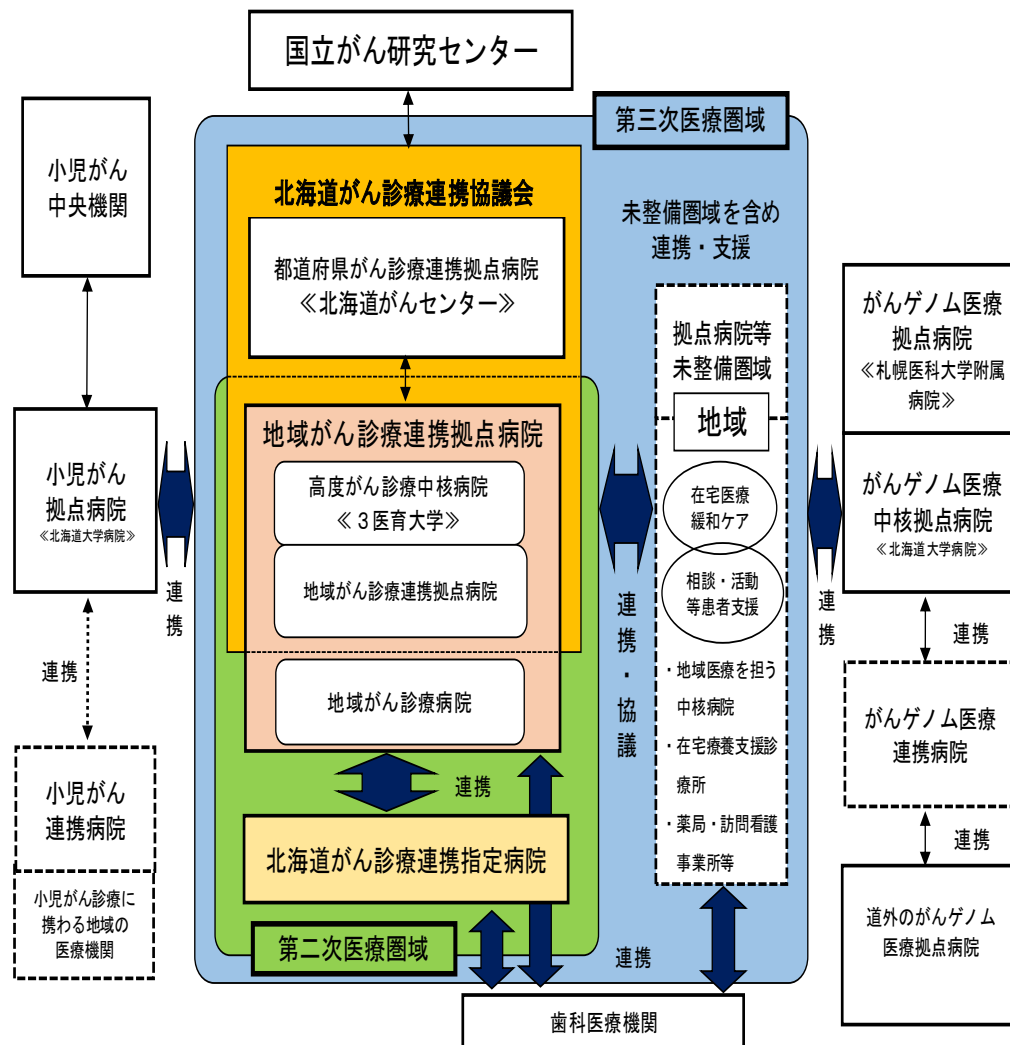 国立がん研究センター
第三次医療圏域
小児がん
中央機関
北海道がん診療連携協議会
未整備圏域を含め
連携・支援
都道府県がん診療連携拠点病院
≪北海道がんセンター≫
拠点病院等
未整備圏域
がんゲノム医療
拠点病院
≪札幌医科大学附属
病院≫
地域
地域がん診療連携拠点病院
小児がん
拠点病院
≪北海道大学病院≫
高度がん診療中核病院
≪３医育大学≫
在宅医療
緩和ケア
がんゲノム医療
中核拠点病院
≪北海道大学病院≫
連
携
地域がん診療連携拠点病院
連
携
・
協
議
相談・活動
等患者支援
連
携
連携
連携
地域がん診療病院
・地域医療を担う
中核病院
・在宅療養支援診
療所
・薬局・訪問看護
事業所等
がんゲノム医療
連携病院
小児がん
連携病院
連携
連携
北海道がん診療連携指定病院
小児がん診療に
携わる地域の
医療機関
道外のがんゲノム
医療拠点病院
第二次医療圏域
連携
歯科医療機関